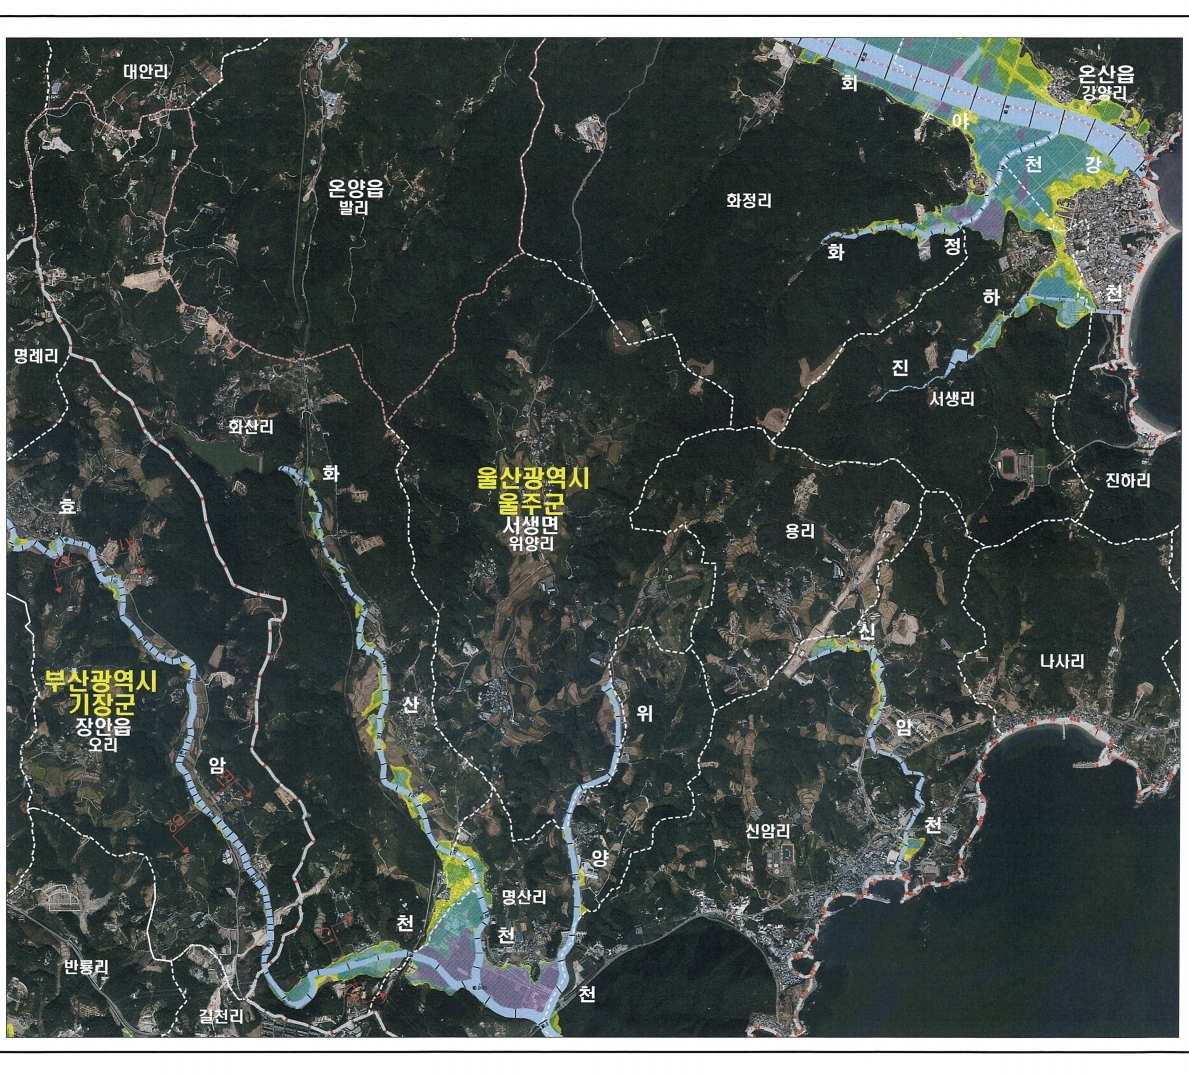 대안리
온산읍
강양리
회
야
강
천
온양읍
발리
화정리
화
정
하
천
진
서생리
명례리
화산리
화
울산광역시
울주군
서생면
위양리
진하리
효
용리
신
나사리
부산광역시
기장군
장안읍
오리
산
위
암
암
신암리
천
양
명산리
천
천
반룡리
천
길천리